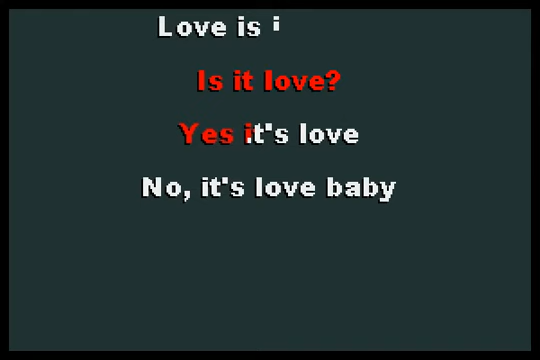 Love is i
Is it love?
Yes it's love
No, it's love baby